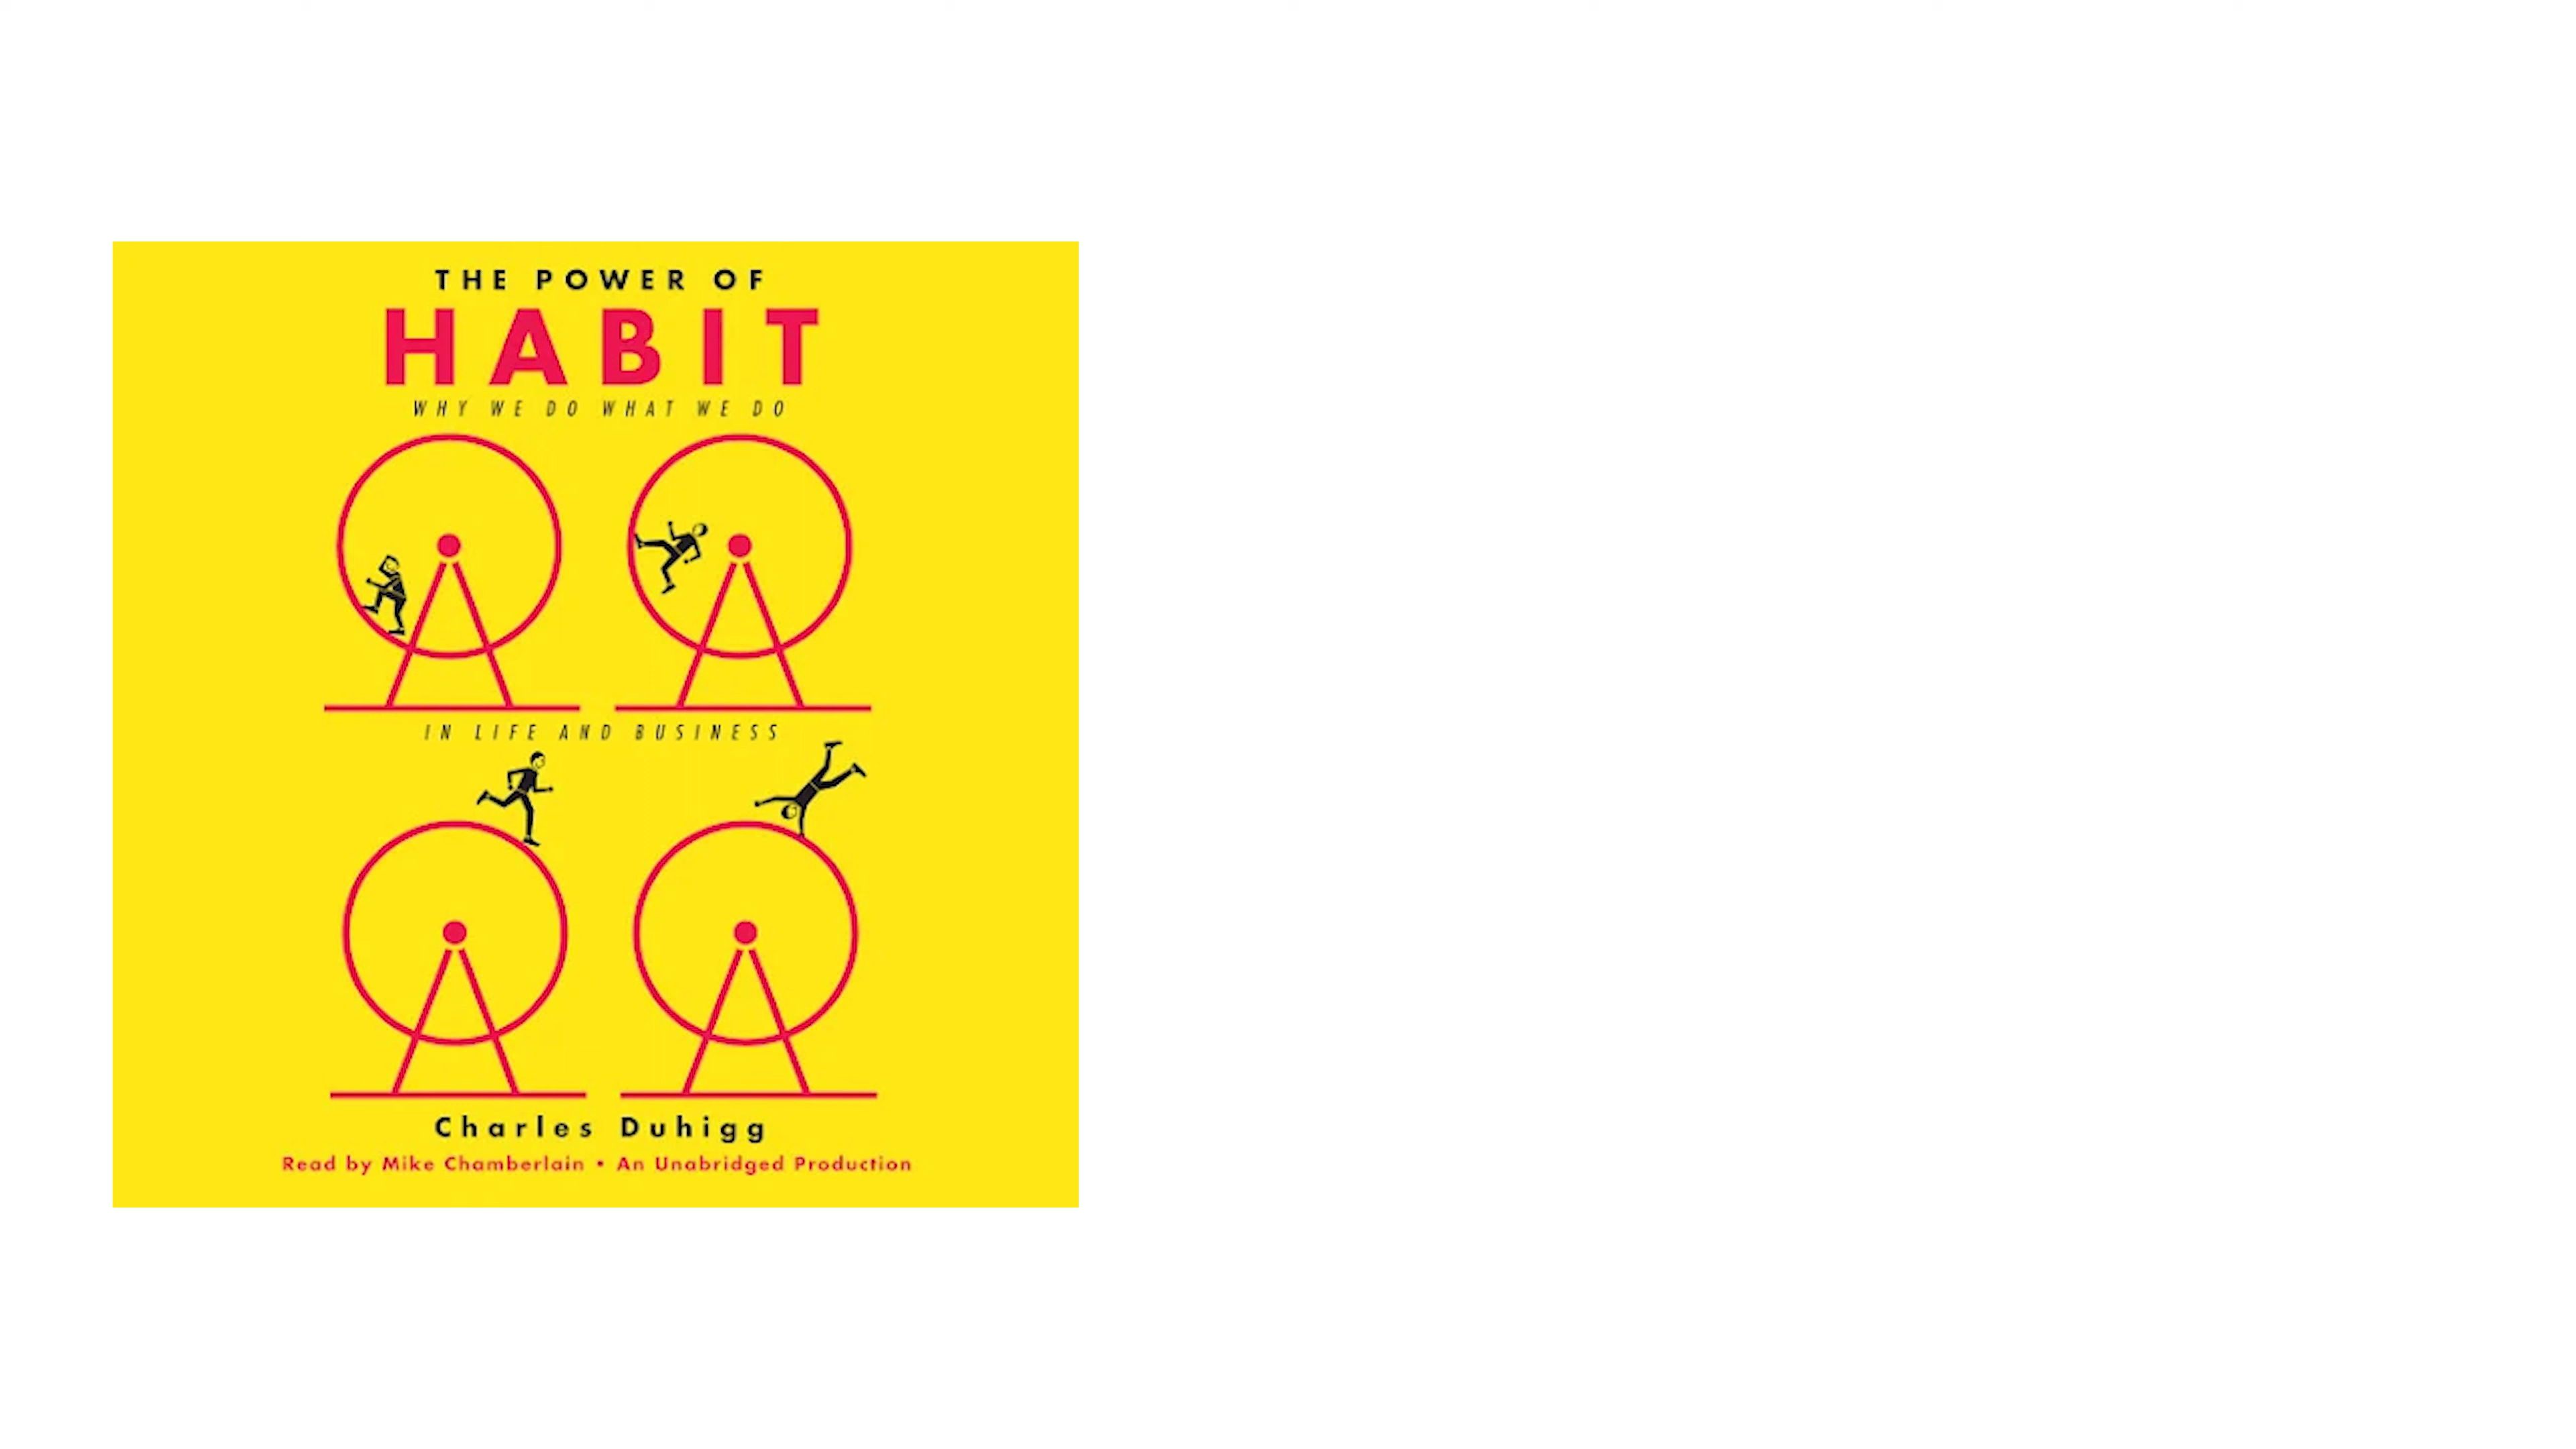 THE POWER OF
HABIT
WHY WE DO WHAT WE DO
IN LIFE AND BUSINESS
Charles Duhigg
Read by Mike Chamberlain • An Unabridged Production